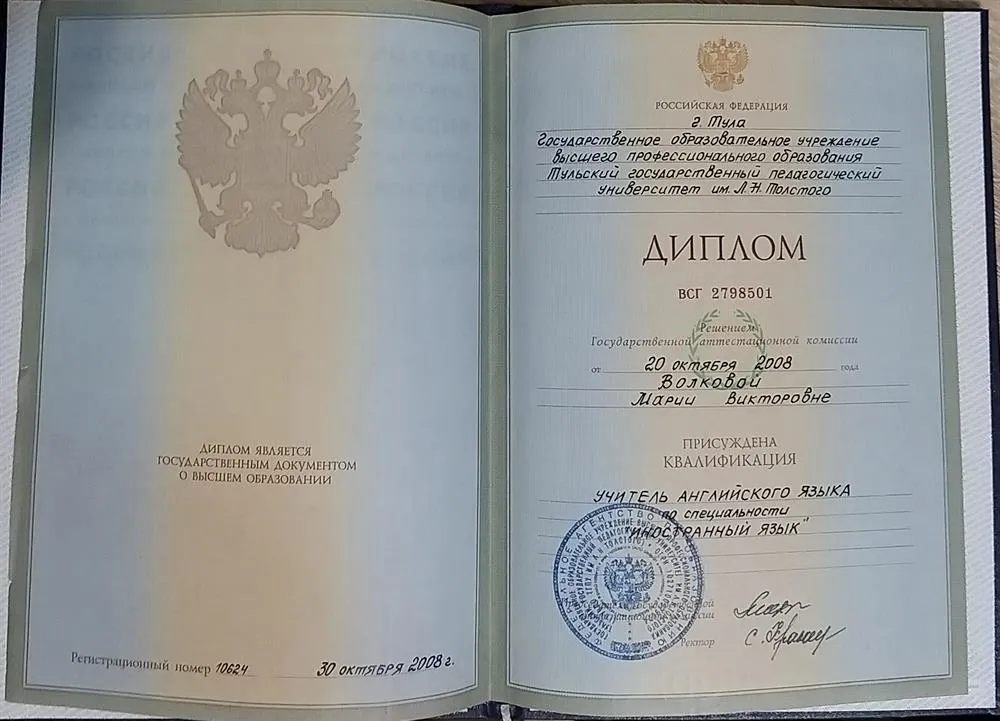 ДИПЛОМ ЯВЛЯЕТСЯ
ГОСУДАРСТВЕННЫМ ДОКУМЕНТОМ
О ВЫСШЕМ ОБРАЗОВАНИИ
Регистрационный номер 10624 30 октября 2008 г.
РОССИЙСКАЯ ФЕДЕРАЦИЯ
г. Тула
Государственное образовательное учреждение
высшего профессионального образования
Тульский государственный педагогический
университет им. Л.Н. Толстого
ДИПЛОМ
ВСГ 2798501
Решением
Государственной аттестационной комиссии
от 20 октября 2008 года
Волковой
Марии Викторовне
ПРИСУЖДЕНА
КВАЛИФИКАЦИЯ
УЧИТЕЛЬ АНГЛИЙСКОГО ЯЗЫКА
по специальности
"ИНОСТРАННЫЙ ЯЗЫК"
Ректор